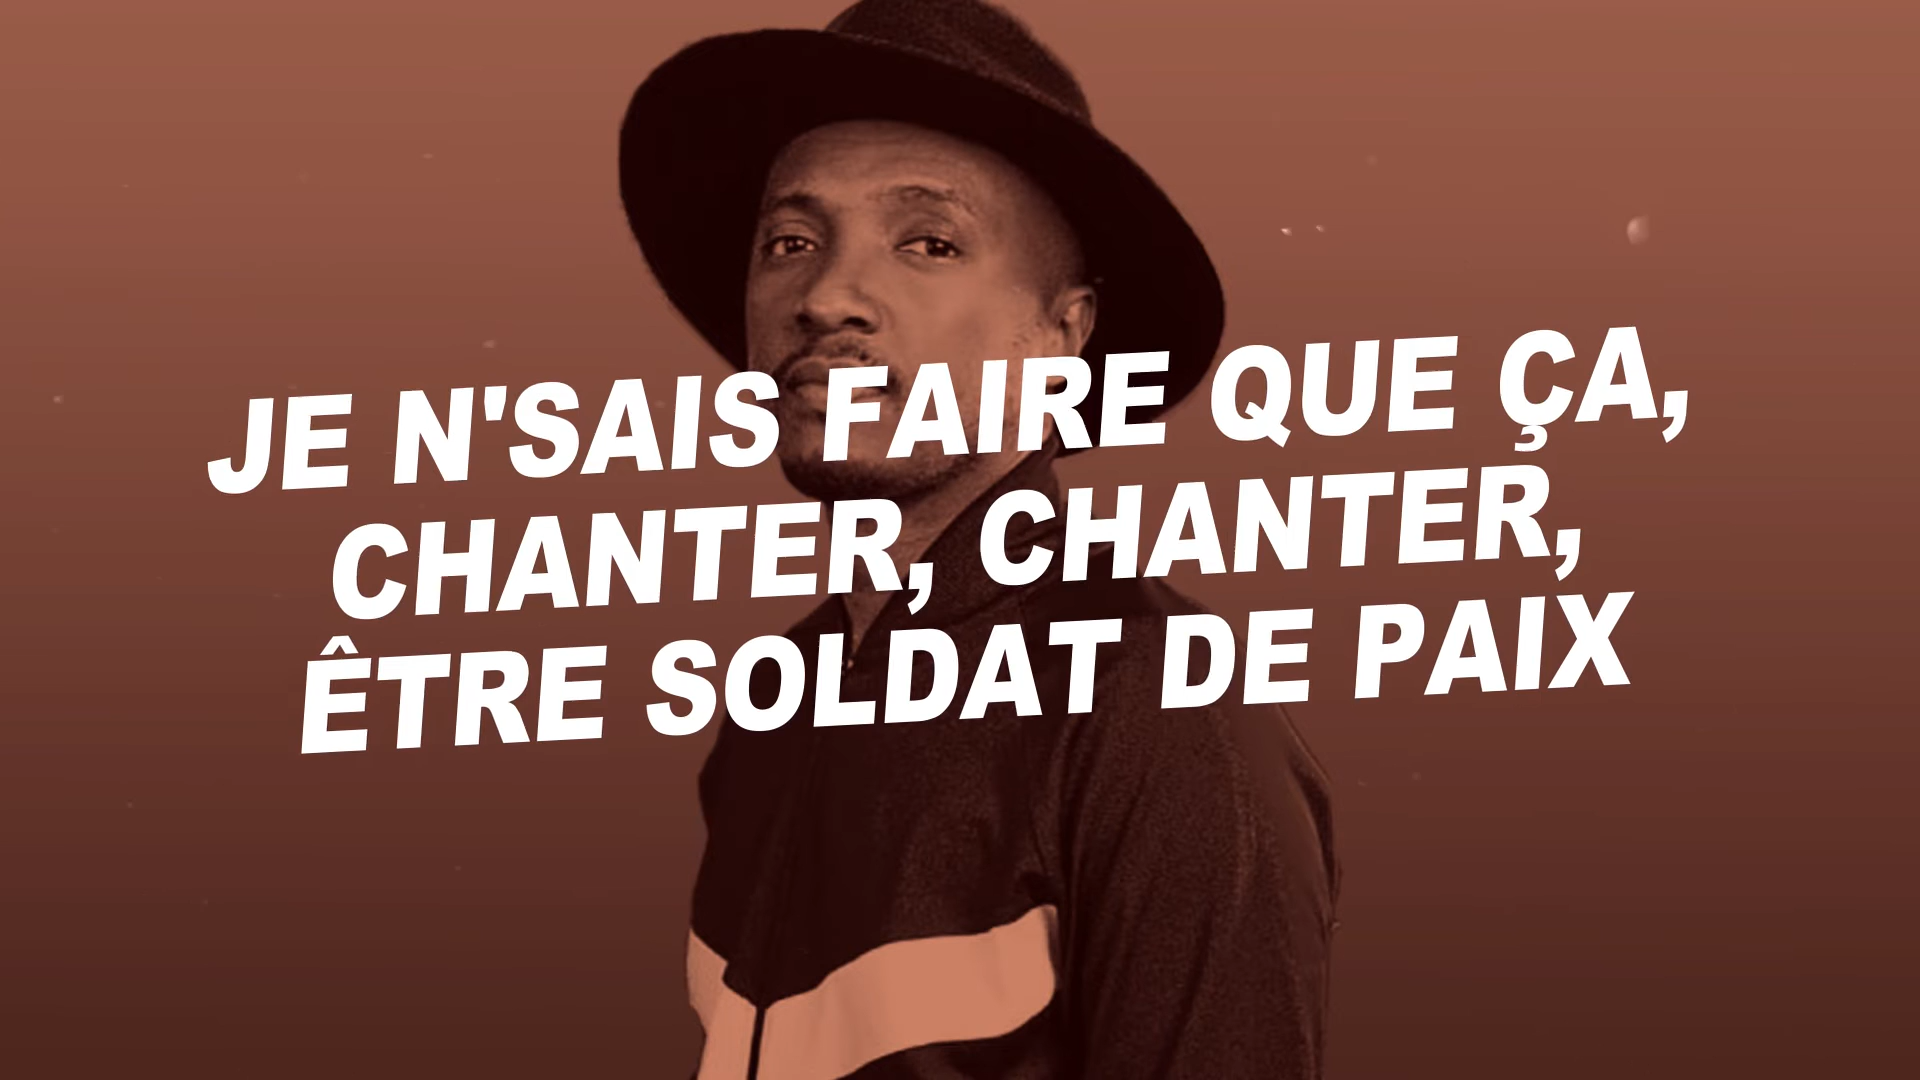 JE N'SAIS FAIRE QUE ÇA,
CHANTER, CHANTER,
ÊTRE SOLDAT DE PAIX